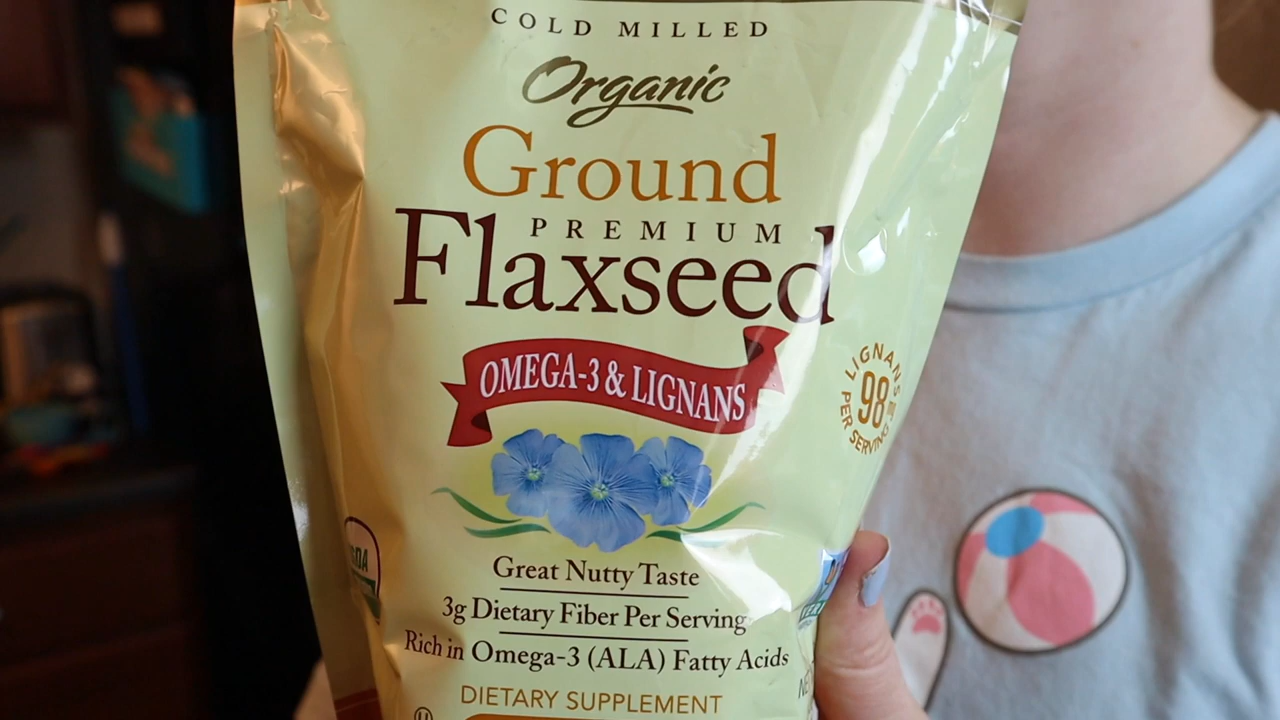 COLD MILLED
Organic
Ground
PREMIUM
Flaxseed
OMEGA-3 & LIGNANS
LIGNANS
98
PER SERVING
Great Nutty Taste
3g Dietary Fiber Per Serving
Rich in Omega-3 (ALA) Fatty Acids
DIETARY SUPPLEMENT